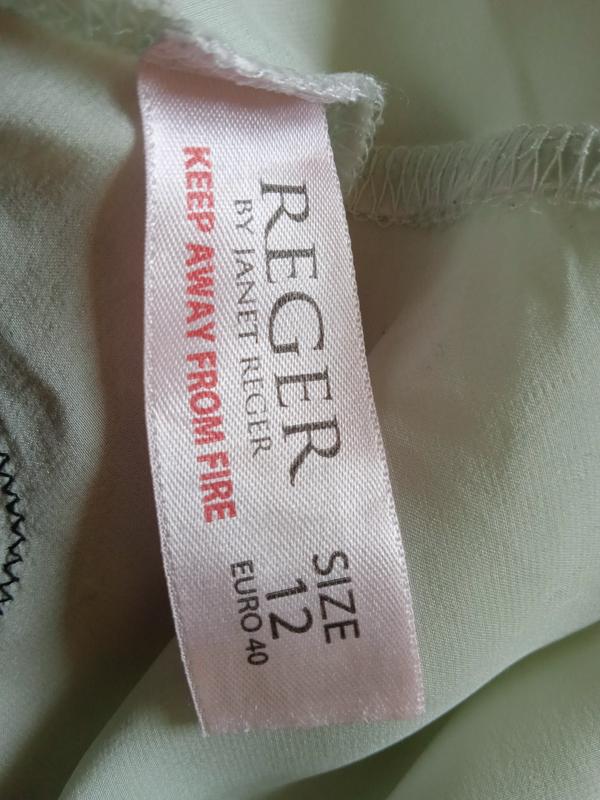 REGER
BY JANET REGER
KEEP AWAY FROM FIRE
SIZE
12
EURO 40